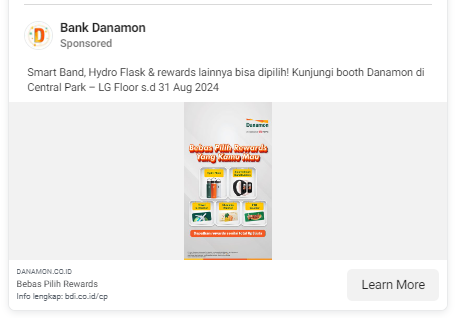 Bank Danamon
Sponsored
Smart Band, Hydro Flask & rewards lainnya bisa dipilih! Kunjungi booth Danamon di
Central Park – LG Floor s.d 31 Aug 2024
Danamon
Bebas Pilih Rewards
Yang Kamu Mau
DANAMON.CO.ID
Bebas Pilih Rewards
Info lengkap: bdi.co.id/cp
Learn More